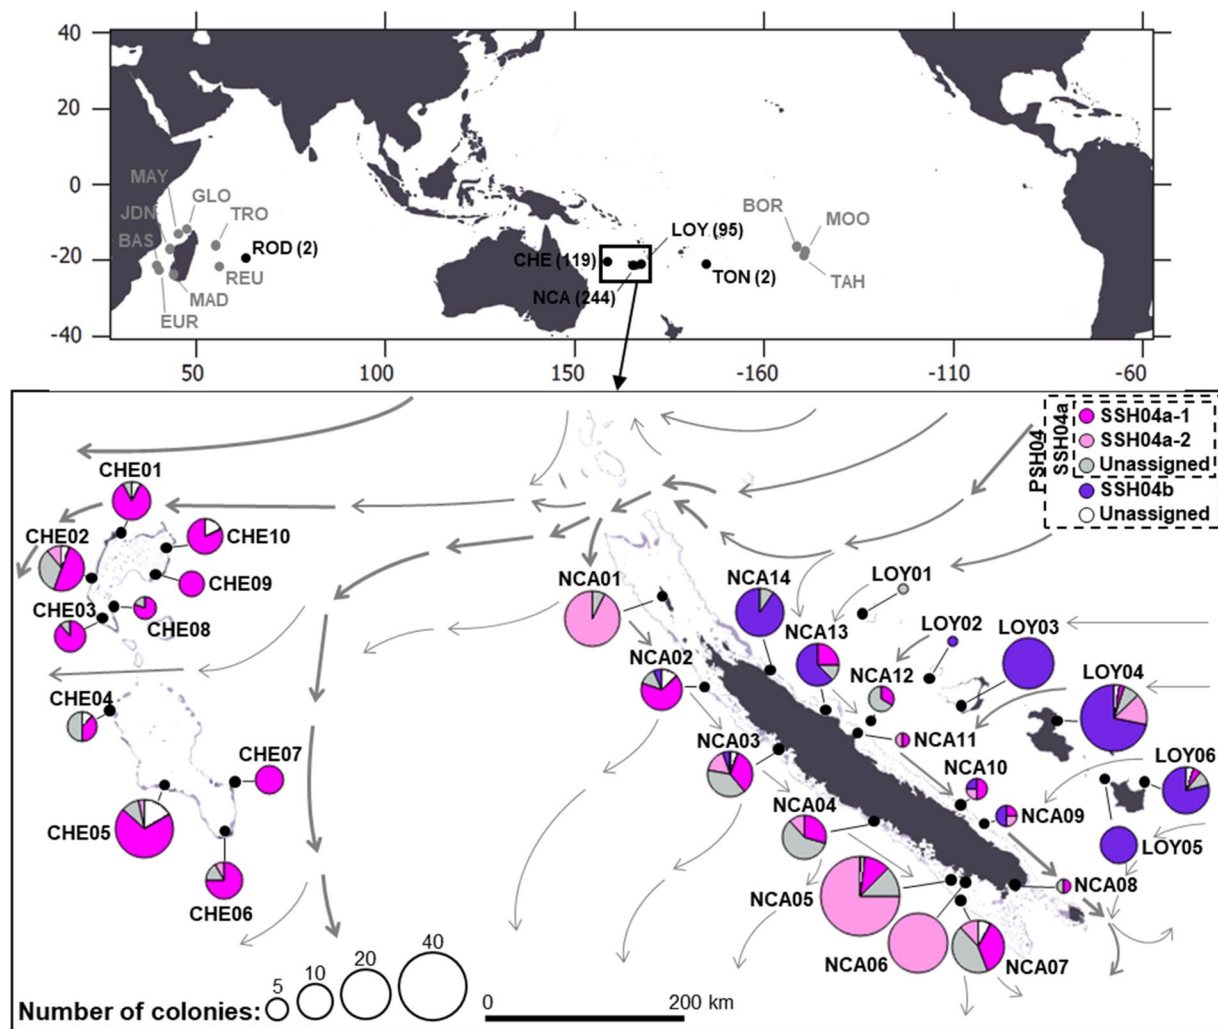 40
20
0
-20
-40
MAY
GLO
JDN
TRO
BAS
ROD (2)
REU
MAD
EUR
CHE (119)
LOY (95)
NCA (244)
TON (2)
BOR
MOO
TAH
50
100
150
-160
-110
-60
PSH04
SSH04a
SSH04a-1
SSH04a-2
Unassigned
SSH04b
Unassigned
CHE01
CHE10
CHE02
CHE09
CHE03
CHE08
CHE04
CHE07
CHE05
CHE06
NCA01
NCA14
LOY01
NCA13
LOY02
LOY03
NCA02
NCA12
LOY04
NCA03
NCA11
LOY06
NCA10
NCA04
NCA09
LOY05
NCA05
NCA08
NCA06
NCA07
Number of colonies:
5
10
20
40
0
200 km